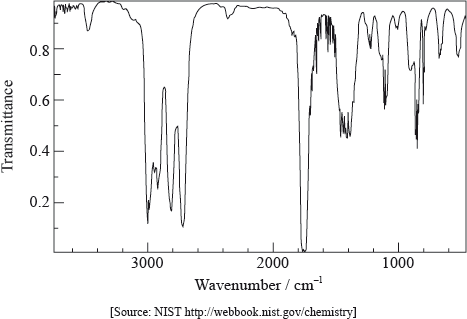 Transmittance
0.8
0.6
0.4
0.2
3000 2000 1000
Wavenumber / cm⁻¹
[Source: NIST http://webbook.nist.gov/chemistry]